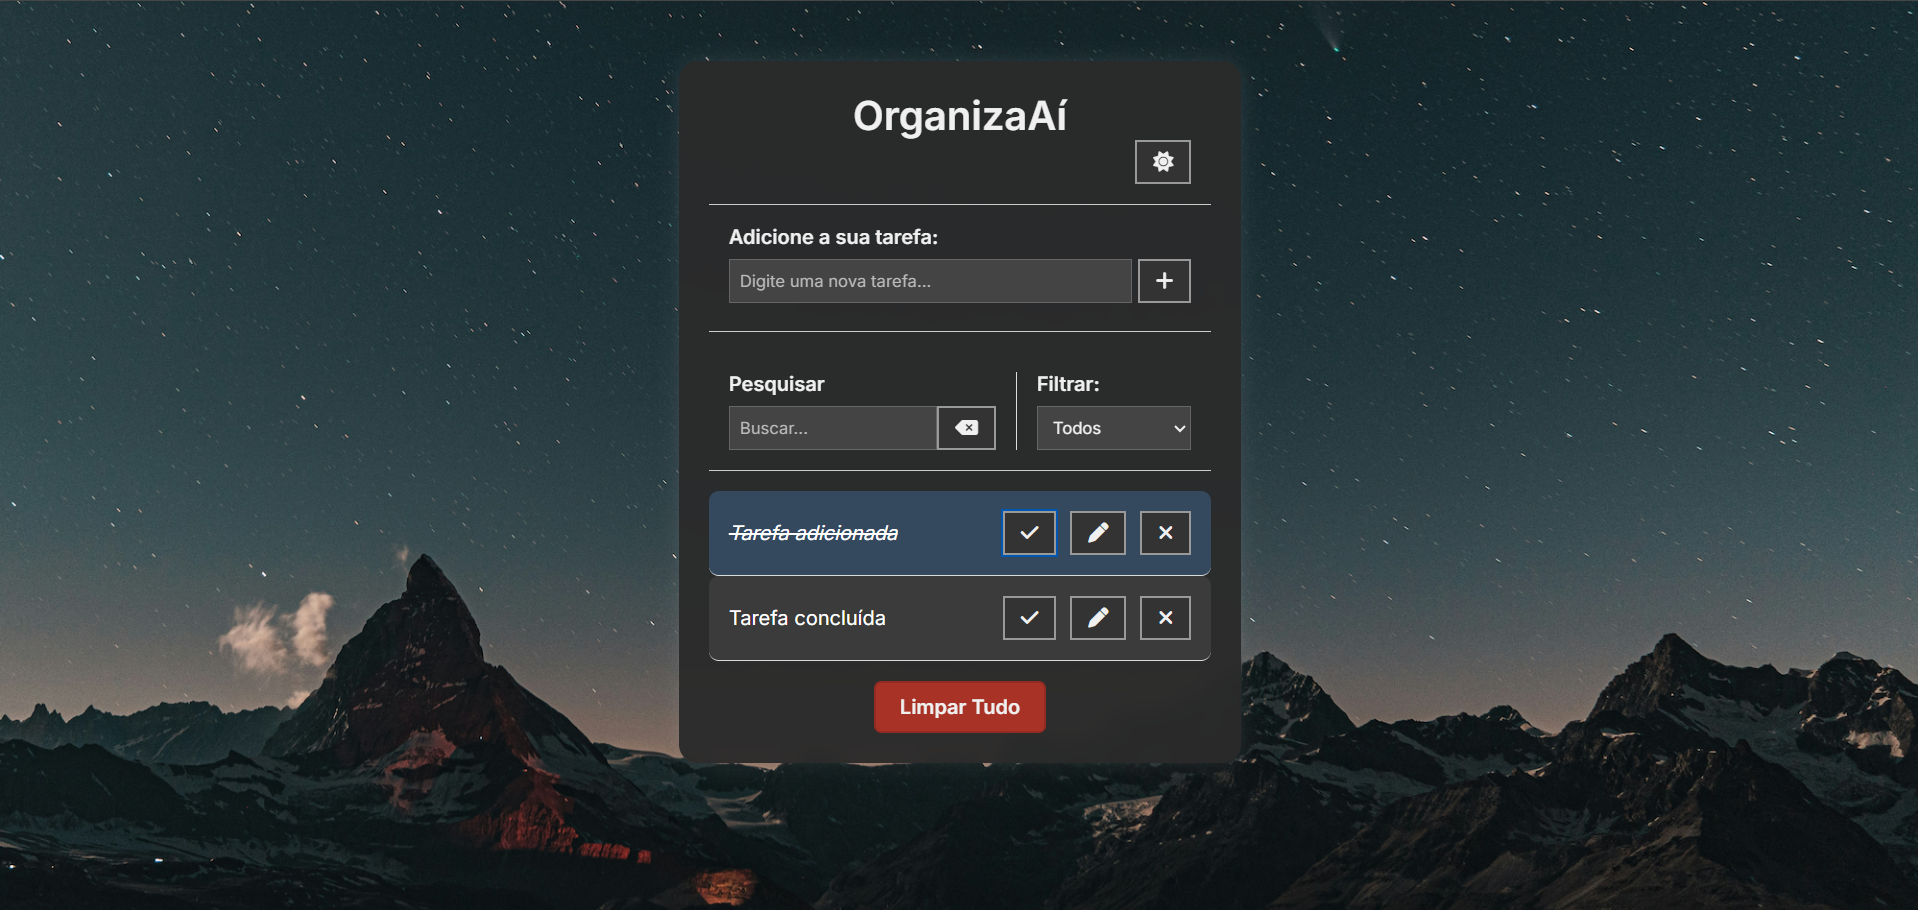 OrganizaAí
Adicione a sua tarefa:
Digite uma nova tarefa...
Pesquisar
Filtrar:
Buscar...
Todos
Tarefa adicionada
Tarefa concluída
Limpar Tudo